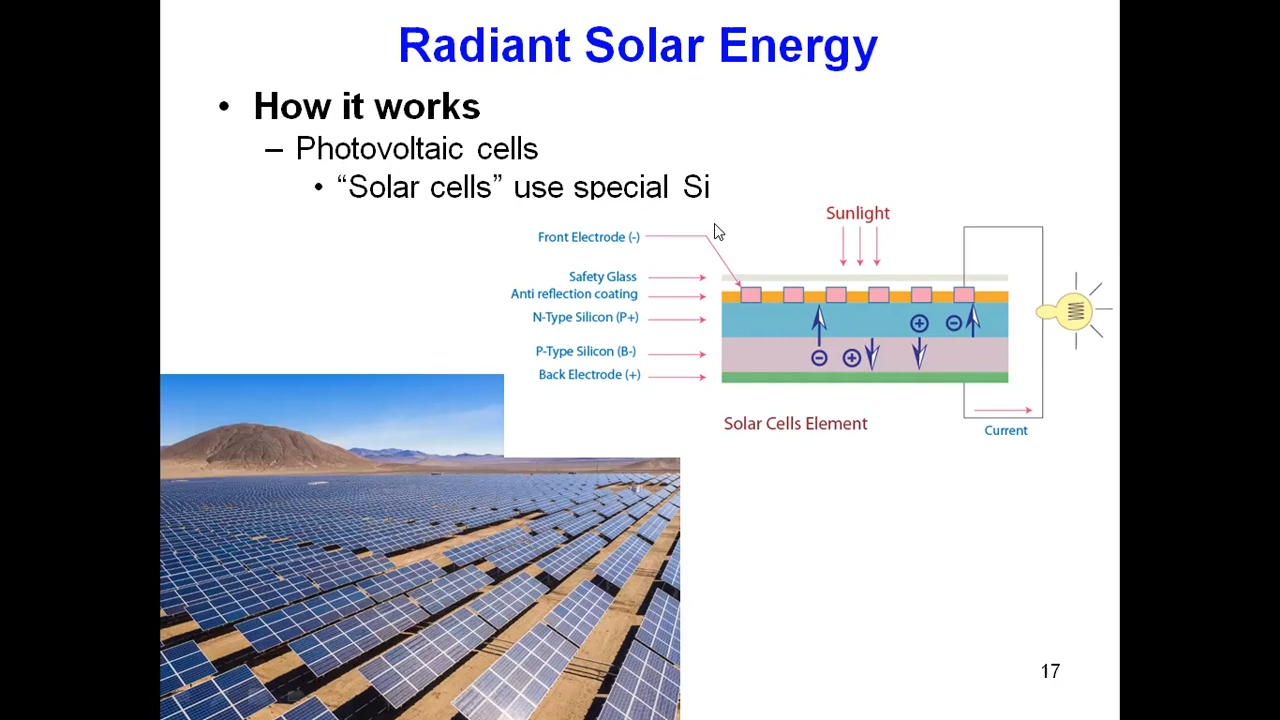 Radiant Solar Energy
• How it works
– Photovoltaic cells
• “Solar cells” use special Si
Sunlight
Front Electrode (-)
Safety Glass
Anti reflection coating
N-Type Silicon (P+)
P-Type Silicon (B-)
Back Electrode (+)
Solar Cells Element
Current
17